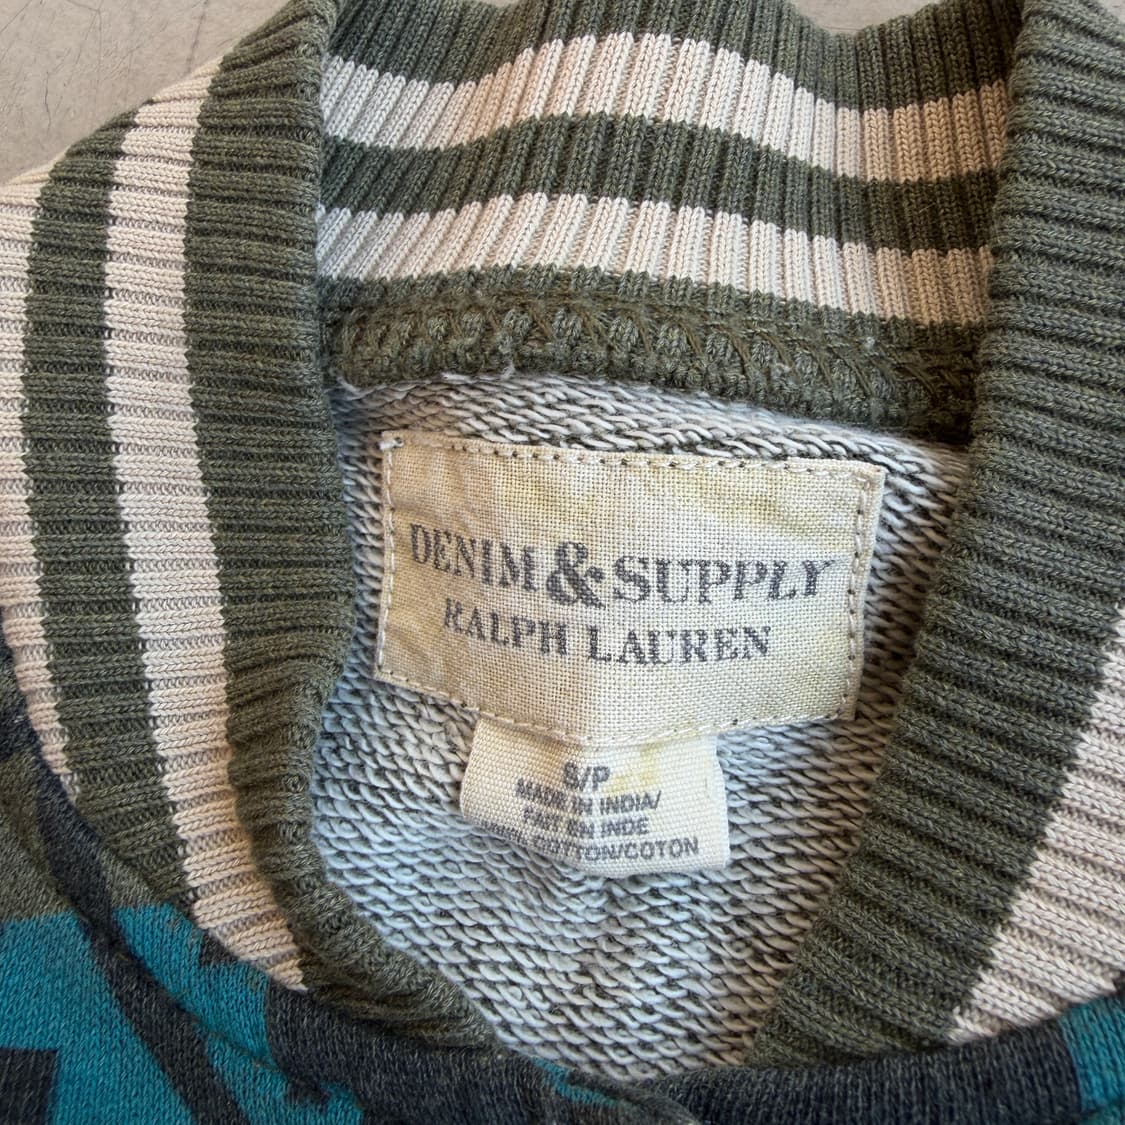 DENIM & SUPPLY
RALPH LAUREN
S/P
MADE IN INDIA/
FAIT EN INDE
COTTON/COTON